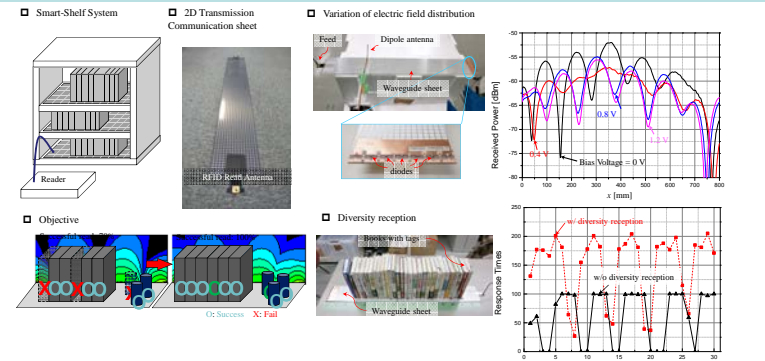 Smart-Shelf System
2D Transmission
Communication sheet
Variation of electric field distribution
Reader
RFID Read Antenna
Feed
Dipole antenna
Waveguide sheet
diodes
Received Power [dBm]
-50
-55
-60
-65
-70
-75
-80
0.8 V
1.2 V
0.4 V
Bias Voltage = 0 V
0 100 200 300 400 500 600 700 800
x [mm]
Objective
X
X
O: Success X: Fail
Diversity reception
Books with tags
Waveguide sheet
Response Times
250
200
150
100
50
0
w/ diversity reception
w/o diversity reception
0 5 10 15 20 25 30